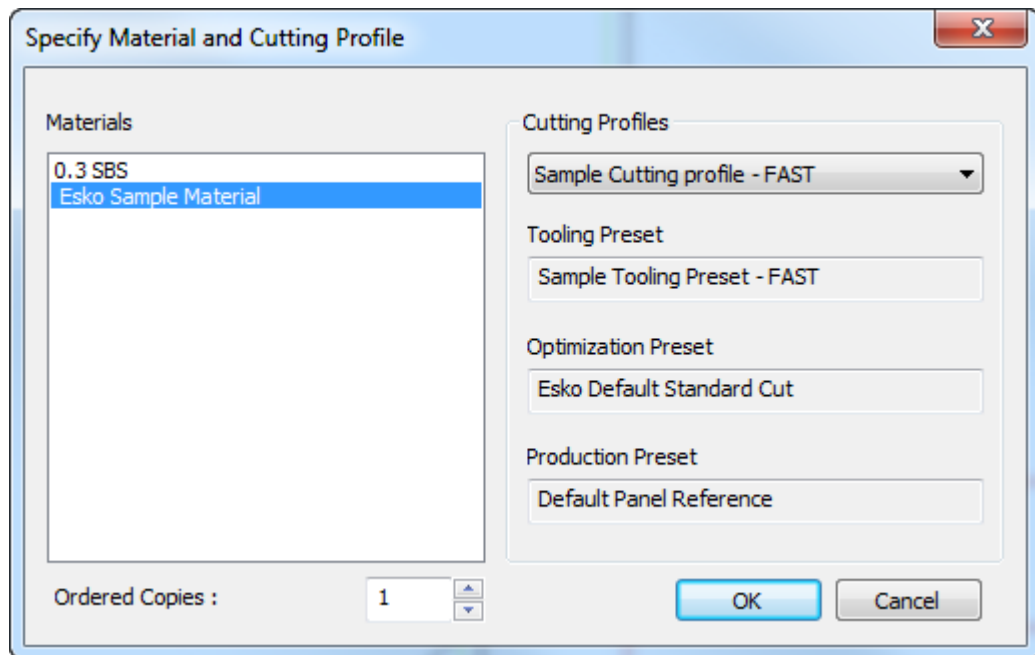 Specify Material and Cutting Profile
Materials
0.3 SBS
Esko Sample Material
Ordered Copies :
1
Cutting Profiles
Sample Cutting profile - FAST
Tooling Preset
Sample Tooling Preset - FAST
Optimization Preset
Esko Default Standard Cut
Production Preset
Default Panel Reference
OK
Cancel